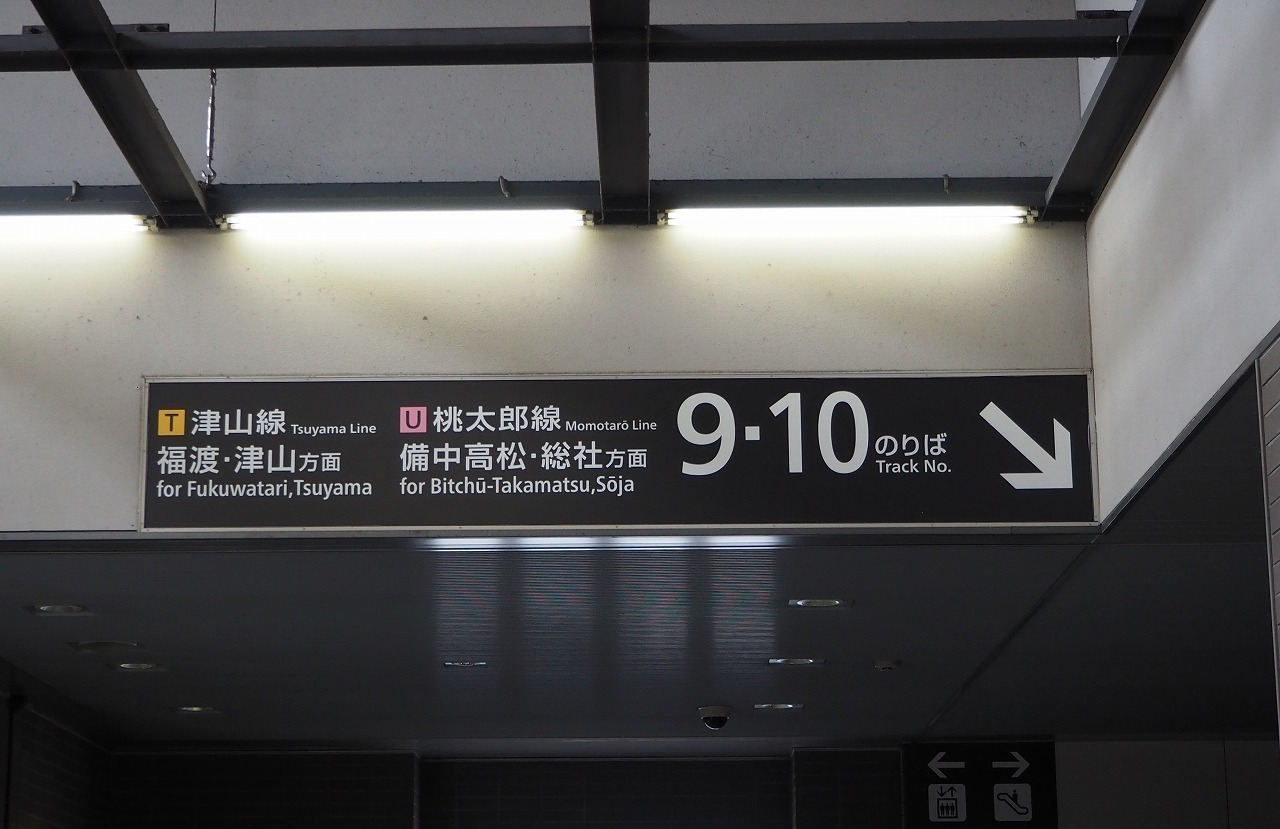 T 津山線 Tsuyama Line
福渡・津山方面
for Fukuwatari,Tsuyama
U 桃太郎線 Momotarō Line
備中高松・総社方面
for Bitchū-Takamatsu,Sōja
9・10 のりば
Track No.